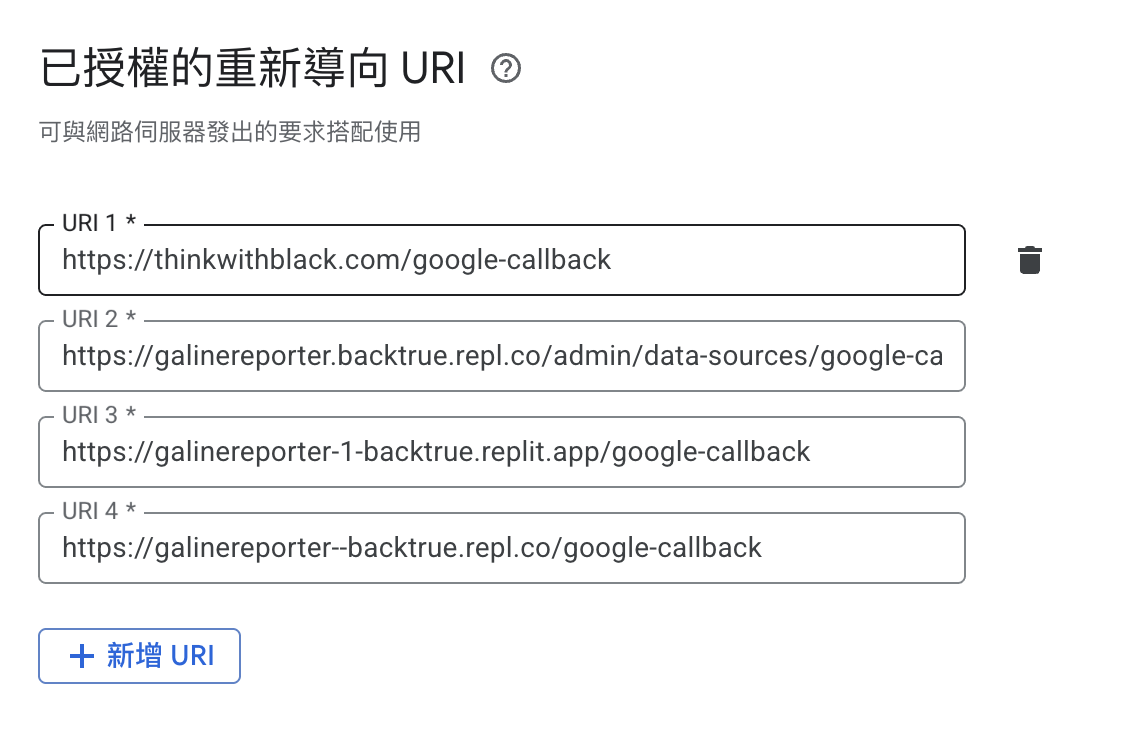 已授權的重新導向 URI
可與網路伺服器發出的要求搭配使用
URI 1 *
https://thinkwithblack.com/google-callback
URI 2 *
https://galinereporter.backtrue.repl.co/admin/data-sources/google-ca
URI 3 *
https://galinereporter-1-backtrue.replit.app/google-callback
URI 4 *
https://galinereporter--backtrue.repl.co/google-callback
+ 新增 URI